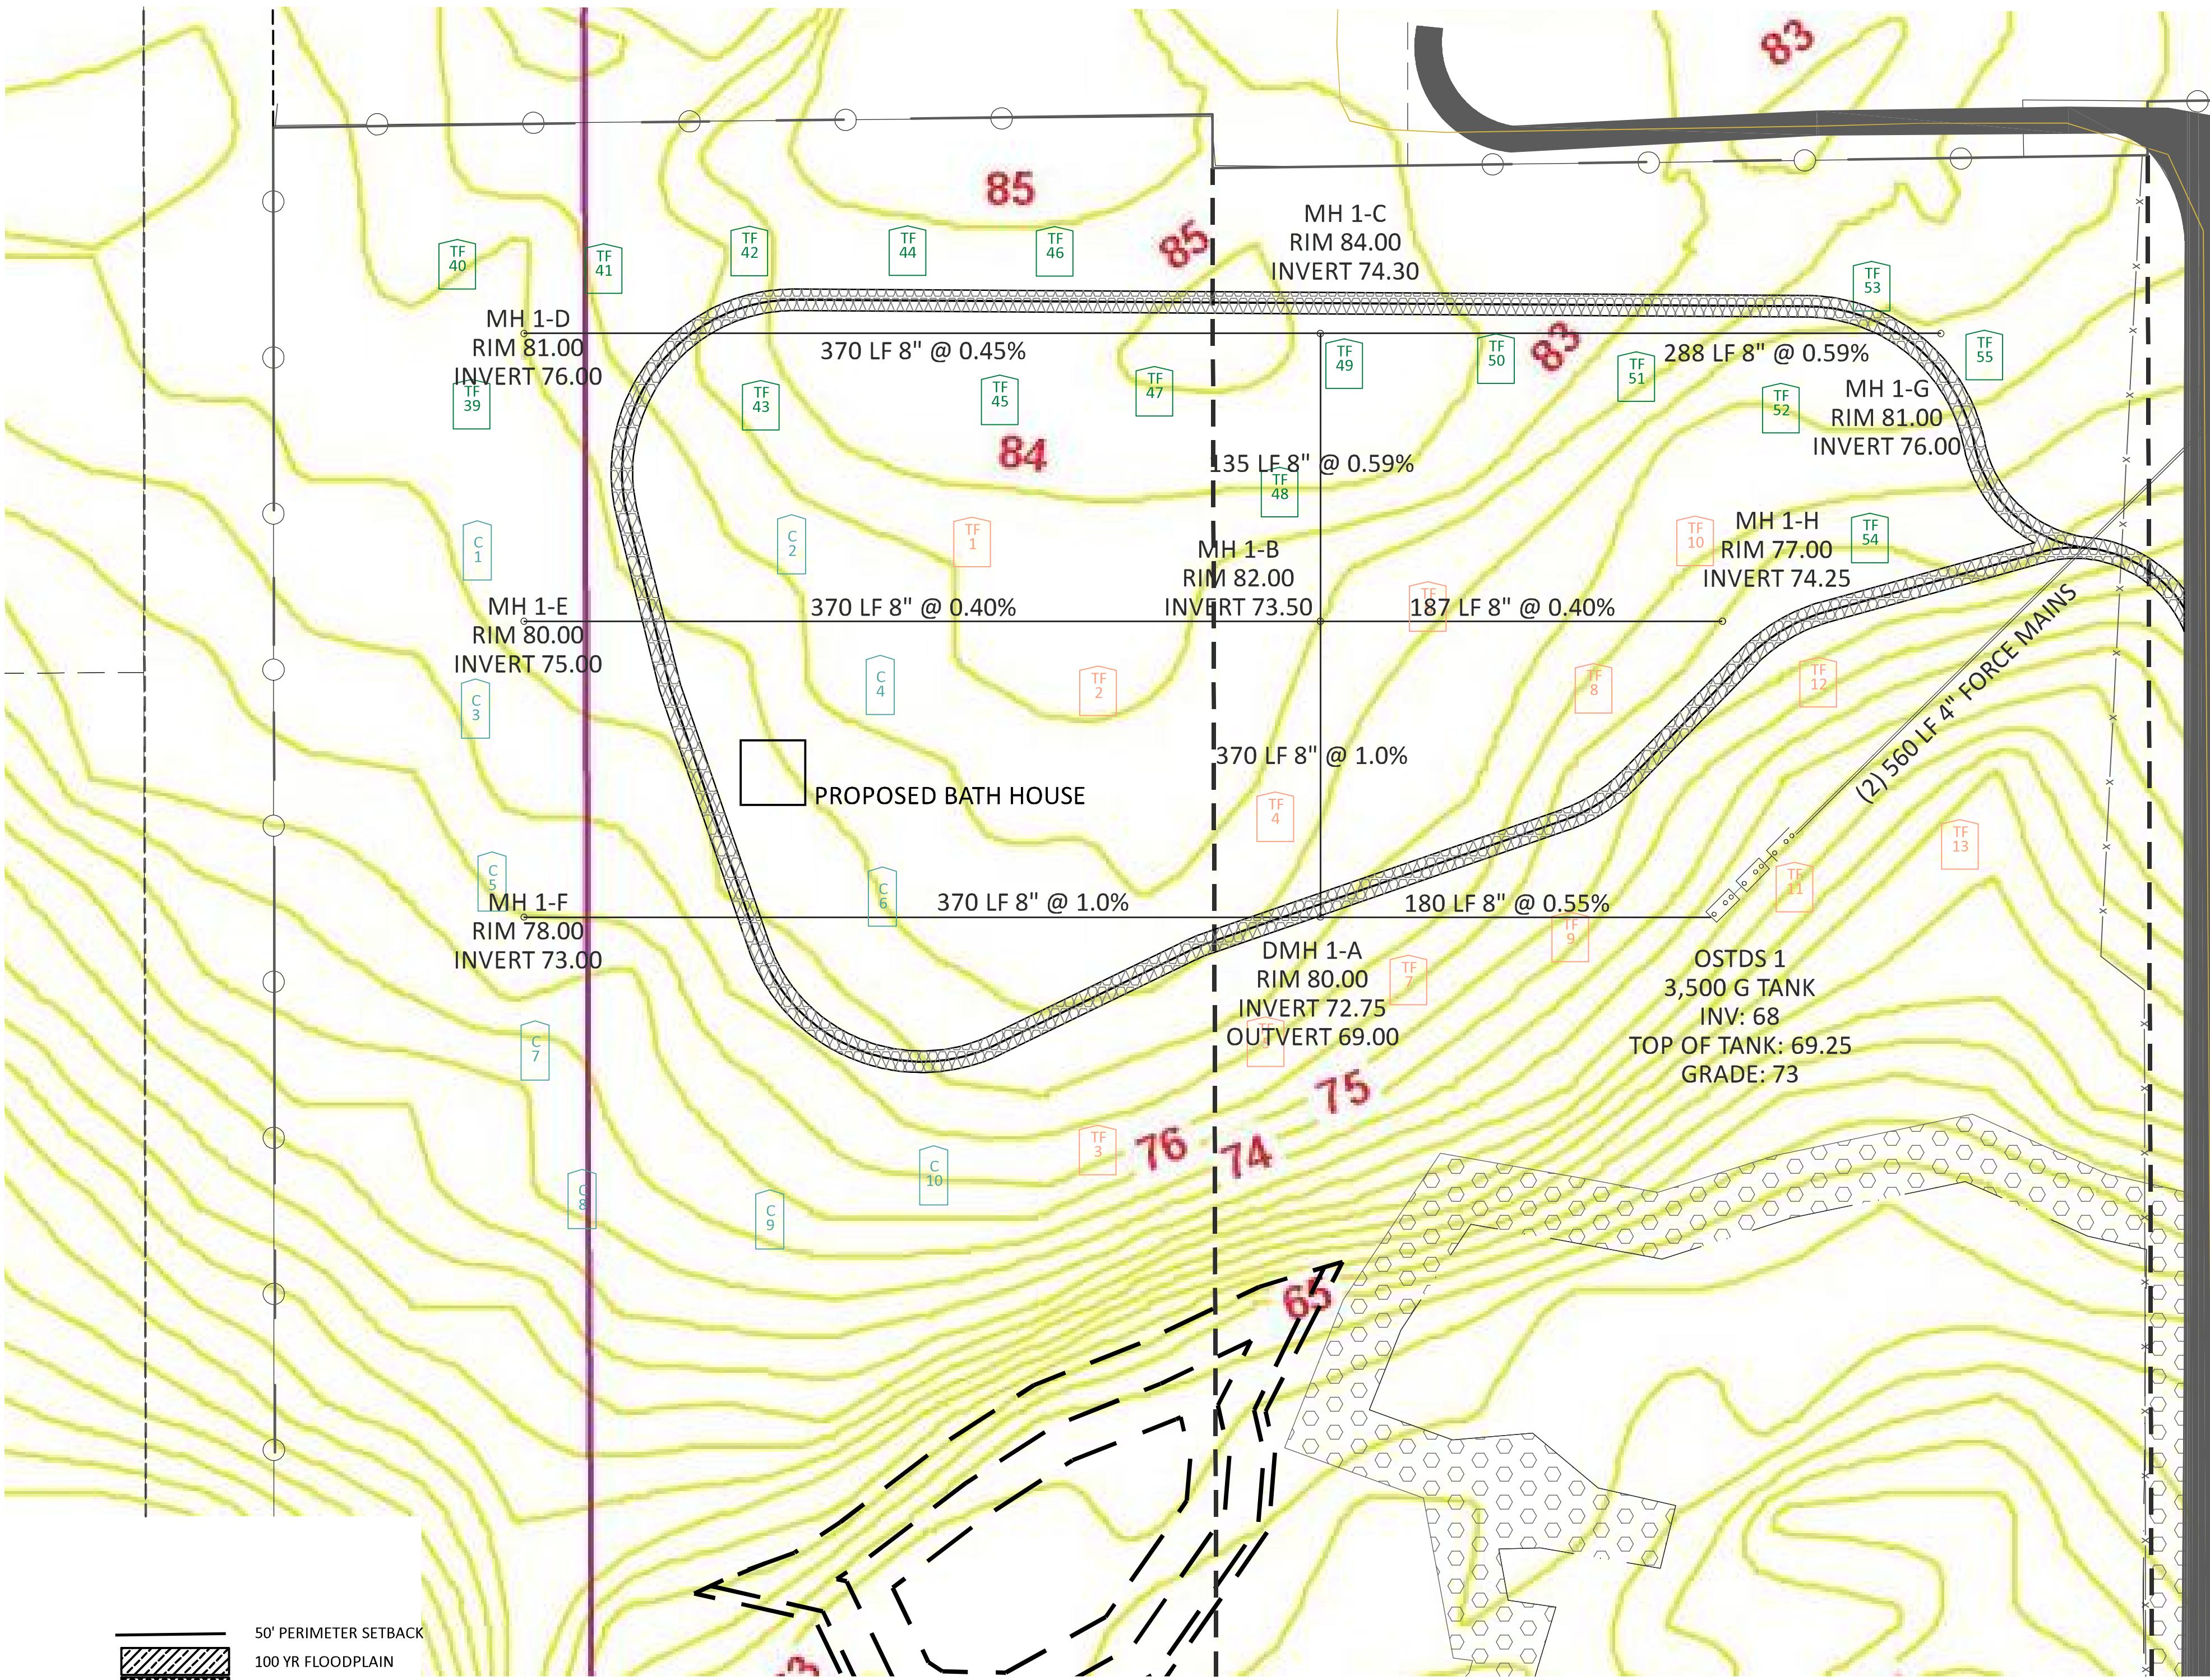 83
85
85
MH 1-C
RIM 84.00
INVERT 74.30
TF
40
TF
41
TF
42
TF
44
TF
46
TF
53
MH 1-D
RIM 81.00
INVERT 76.00
370 LF 8" @ 0.45%
TF
49
TF
50
83
288 LF 8" @ 0.59%
TF
51
TF
55
TF
39
TF
43
TF
45
TF
47
TF
52
MH 1-G
RIM 81.00
INVERT 76.00
84
135 LF 8" @ 0.59%
TF
48
C
1
C
2
TF
1
MH 1-B
RIM 82.00
INVERT 73.50
TF
10
MH 1-H
RIM 77.00
INVERT 74.25
TF
54
MH 1-E
RIM 80.00
INVERT 75.00
370 LF 8" @ 0.40%
TF
187 LF 8" @ 0.40%
C
3
C
4
TF
2
TF
8
TF
12
(2) 560 LF 4" FORCE MAINS
370 LF 8" @ 1.0%
PROPOSED BATH HOUSE
TF
4
TF
13
C
5
C
6
TF
11
MH 1-F
RIM 78.00
INVERT 73.00
370 LF 8" @ 1.0%
180 LF 8" @ 0.55%
TF
9
DMH 1-A
RIM 80.00
INVERT 72.75
OUTVERT 69.00
TF
7
OSTDS 1
3,500 G TANK
INV: 68
TOP OF TANK: 69.25
GRADE: 73
C
7
75
76
74
TF
3
C
10
C
8
C
9
65
50' PERIMETER SETBACK
100 YR FLOODPLAIN